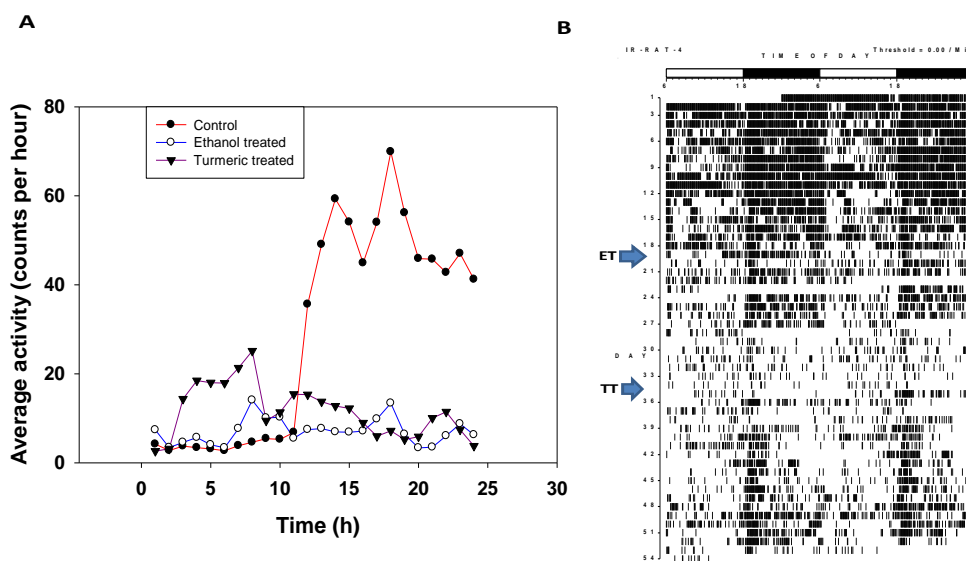 A
80
60
40
20
0
Average activity (counts per hour)
Control
Ethanol treated
Turmeric treated
0 5 10 15 20 25 30
Time (h)
B
IR-RAT-4 TIME OF DAY Threshold = 0.00 / Mi
6 18 6 18
1
3
6
9
12
15
18
ET
21
24
27
30
DAY
33
TT
36
39
42
45
48
51
54